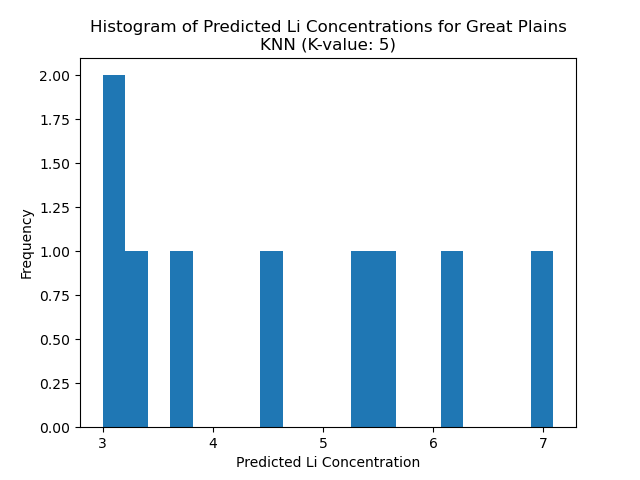 Histogram of Predicted Li Concentrations for Great Plains
KNN (K-value: 5)
2.00
1.75
1.50
1.25
1.00
0.75
0.50
0.25
0.00
Frequency
3 4 5 6 7
Predicted Li Concentration